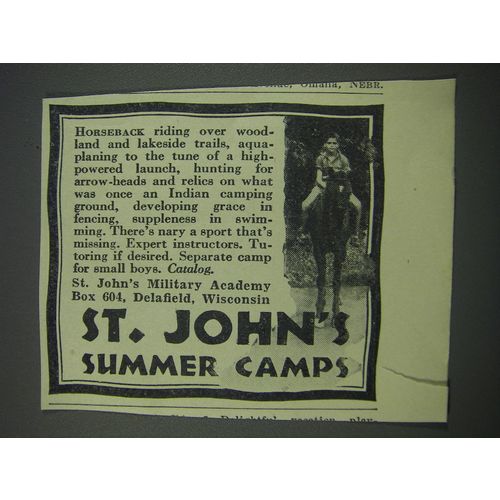 Omaha, NEBR.
HORSEBACK riding over wood-
land and lakeside trails, aqua-
planing to the tune of a high-
powered launch, hunting for
arrow-heads and relics on what
was once an Indian camping
ground, developing grace in
fencing, suppleness in swim-
ming. There's nary a sport that's
missing. Expert instructors. Tu-
toring if desired. Separate camp
for small boys. Catalog.
St. John's Military Academy
Box 604, Delafield, Wisconsin
ST. JOHN'S
SUMMER CAMPS
Delightful vacation play-